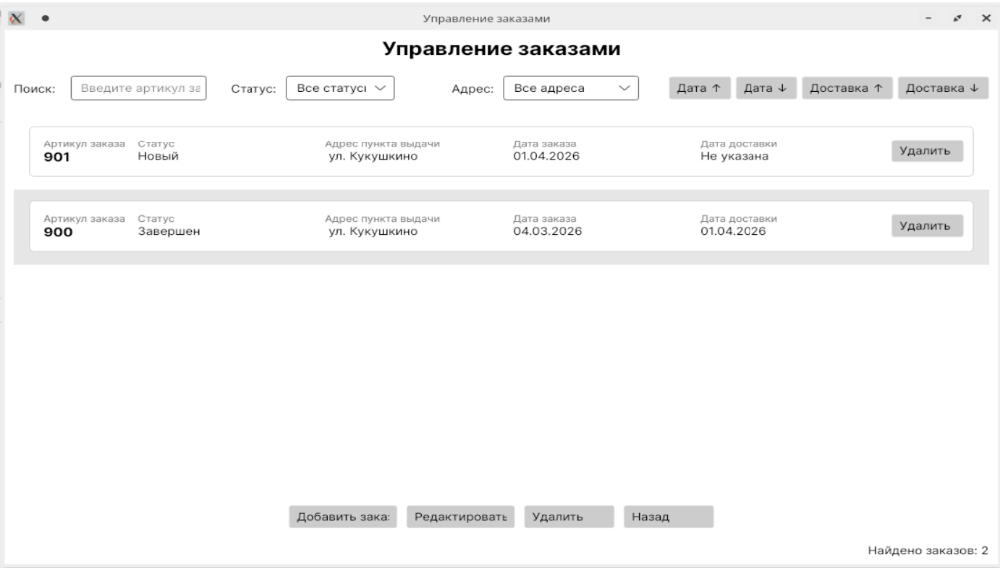 Управление заказами
Управление заказами
Поиск: Введите артикул за Статус: Все статусы Адрес: Все адреса Дата ↑ Дата ↓ Доставка ↑ Доставка ↓
Артикул заказа Статус Адрес пункта выдачи Дата заказа Дата доставки
901 Новый ул. Кукушкино 01.04.2026 Не указана Удалить
Артикул заказа Статус Адрес пункта выдачи Дата заказа Дата доставки
900 Завершен ул. Кукушкино 04.03.2026 01.04.2026 Удалить
Добавить зака Редактировать Удалить Назад
Найдено заказов: 2